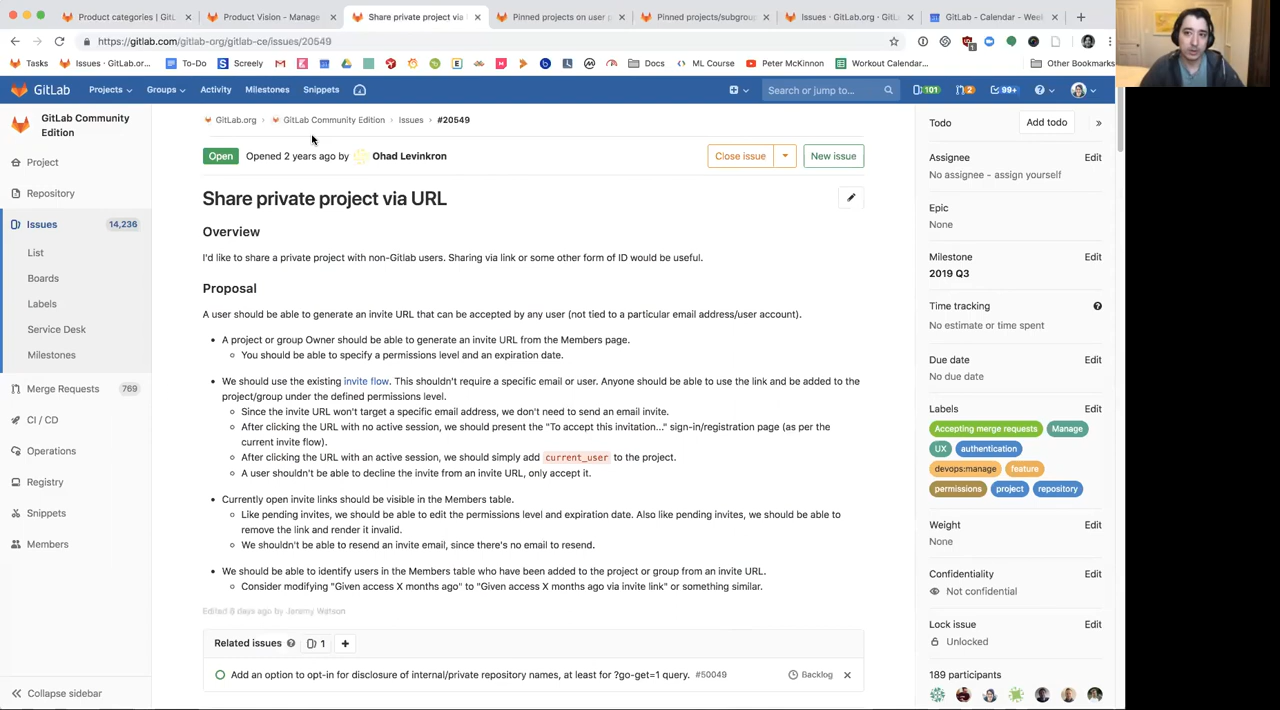 Product categories | GitL
Product Vision - Manage
Share private project via
Pinned projects on user p
Pinned projects/subgroup
Issues · GitLab.org · GitL
GitLab - Calendar - Week
https://gitlab.com/gitlab-org/gitlab-ce/issues/20549
Tasks
Issues · GitLab.org...
To-Do
Screely
Docs
ML Course
Peter McKinnon
Workout Calendar...
Other Bookmarks
GitLab
Projects
Groups
Activity
Milestones
Snippets
Search or jump to...
101
2
99+
GitLab Community
Edition
Project
Repository
Issues 14,236
List
Boards
Labels
Service Desk
Milestones
Merge Requests 769
CI / CD
Operations
Registry
Snippets
Members
Collapse sidebar
GitLab.org › GitLab Community Edition › Issues › #20549
Open Opened 2 years ago by Ohad Levinkron
Close issue
New issue
Share private project via URL
Overview
I'd like to share a private project with non-Gitlab users. Sharing via link or some other form of ID would be useful.
Proposal
A user should be able to generate an invite URL that can be accepted by any user (not tied to a particular email address/user account).
• A project or group Owner should be able to generate an invite URL from the Members page.
◦ You should be able to specify a permissions level and an expiration date.
• We should use the existing invite flow. This shouldn't require a specific email or user. Anyone should be able to use the link and be added to the
project/group under the defined permissions level.
◦ Since the invite URL won't target a specific email address, we don't need to send an email invite.
◦ After clicking the URL with no active session, we should present the "To accept this invitation..." sign-in/registration page (as per the
current invite flow).
◦ After clicking the URL with an active session, we should simply add current_user to the project.
◦ A user shouldn't be able to decline the invite from an invite URL, only accept it.
• Currently open invite links should be visible in the Members table.
◦ Like pending invites, we should be able to edit the permissions level and expiration date. Also like pending invites, we should be able to
remove the link and render it invalid.
◦ We shouldn't be able to resend an invite email, since there's no email to resend.
• We should be able to identify users in the Members table who have been added to the project or group from an invite URL.
◦ Consider modifying "Given access X months ago" to "Given access X months ago via invite link" or something similar.
Edited 6 days ago by Jeremy Watson
Related issues 1 +
Add an option to opt-in for disclosure of internal/private repository names, at least for ?go-get=1 query. #50049
Backlog
Todo
Add todo
»
Assignee Edit
No assignee - assign yourself
Epic
None
Milestone Edit
2019 Q3
Time tracking
No estimate or time spent
Due date Edit
No due date
Labels Edit
Accepting merge requests Manage
UX authentication
devops:manage feature
permissions project repository
Weight Edit
None
Confidentiality Edit
Not confidential
Lock issue Edit
Unlocked
189 participants